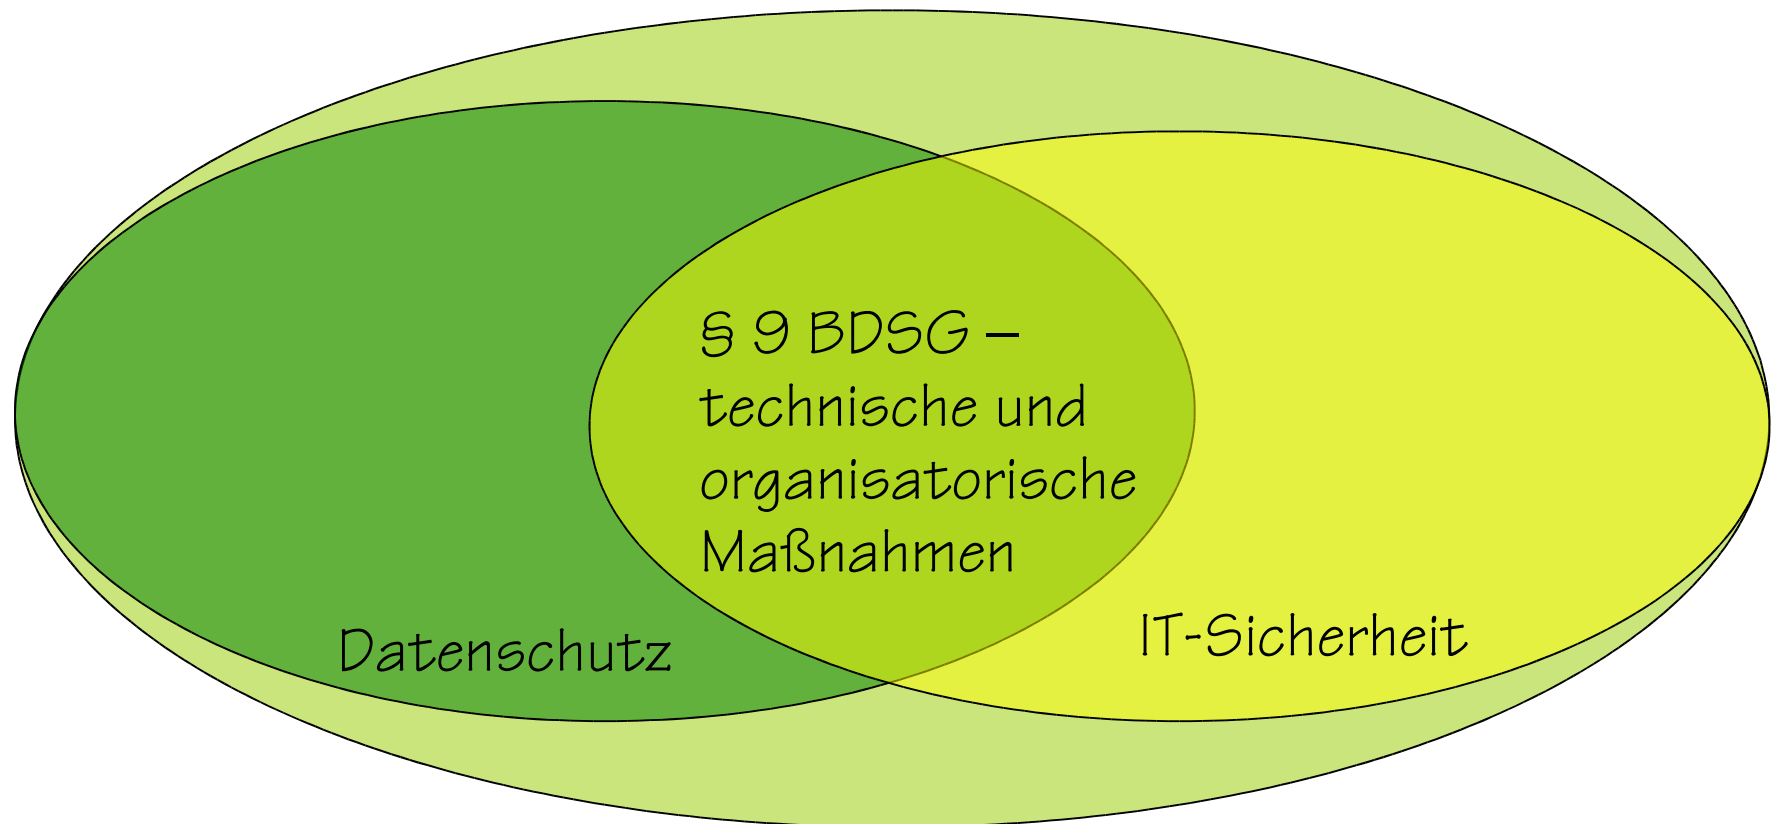 § 9 BDSG –
technische und
organisatorische
Maßnahmen
Datenschutz
IT-Sicherheit